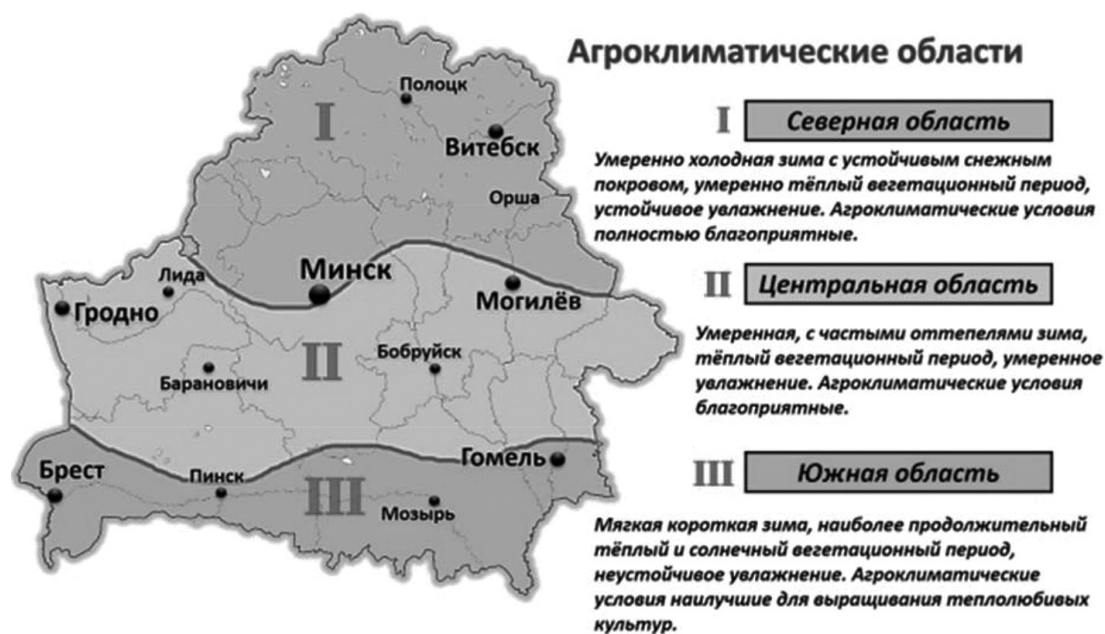 Агроклиматические области
Полоцк
I
Витебск
Орша
Минск
Лида
Гродно
Могилёв
II
Бобруйск
Барановичи
Гомель
Брест
Пинск
III
Мозырь
I Северная область
Умеренно холодная зима с устойчивым снежным
покровом, умеренно тёплый вегетационный период,
устойчивое увлажнение. Агроклиматические условия
полностью благоприятные.
II Центральная область
Умеренная, с частыми оттепелями зима,
тёплый вегетационный период, умеренное
увлажнение. Агроклиматические условия
благоприятные.
III Южная область
Мягкая короткая зима, наиболее продолжительный
тёплый и солнечный вегетационный период,
неустойчивое увлажнение. Агроклиматические
условия наилучшие для выращивания теплолюбивых
культур.